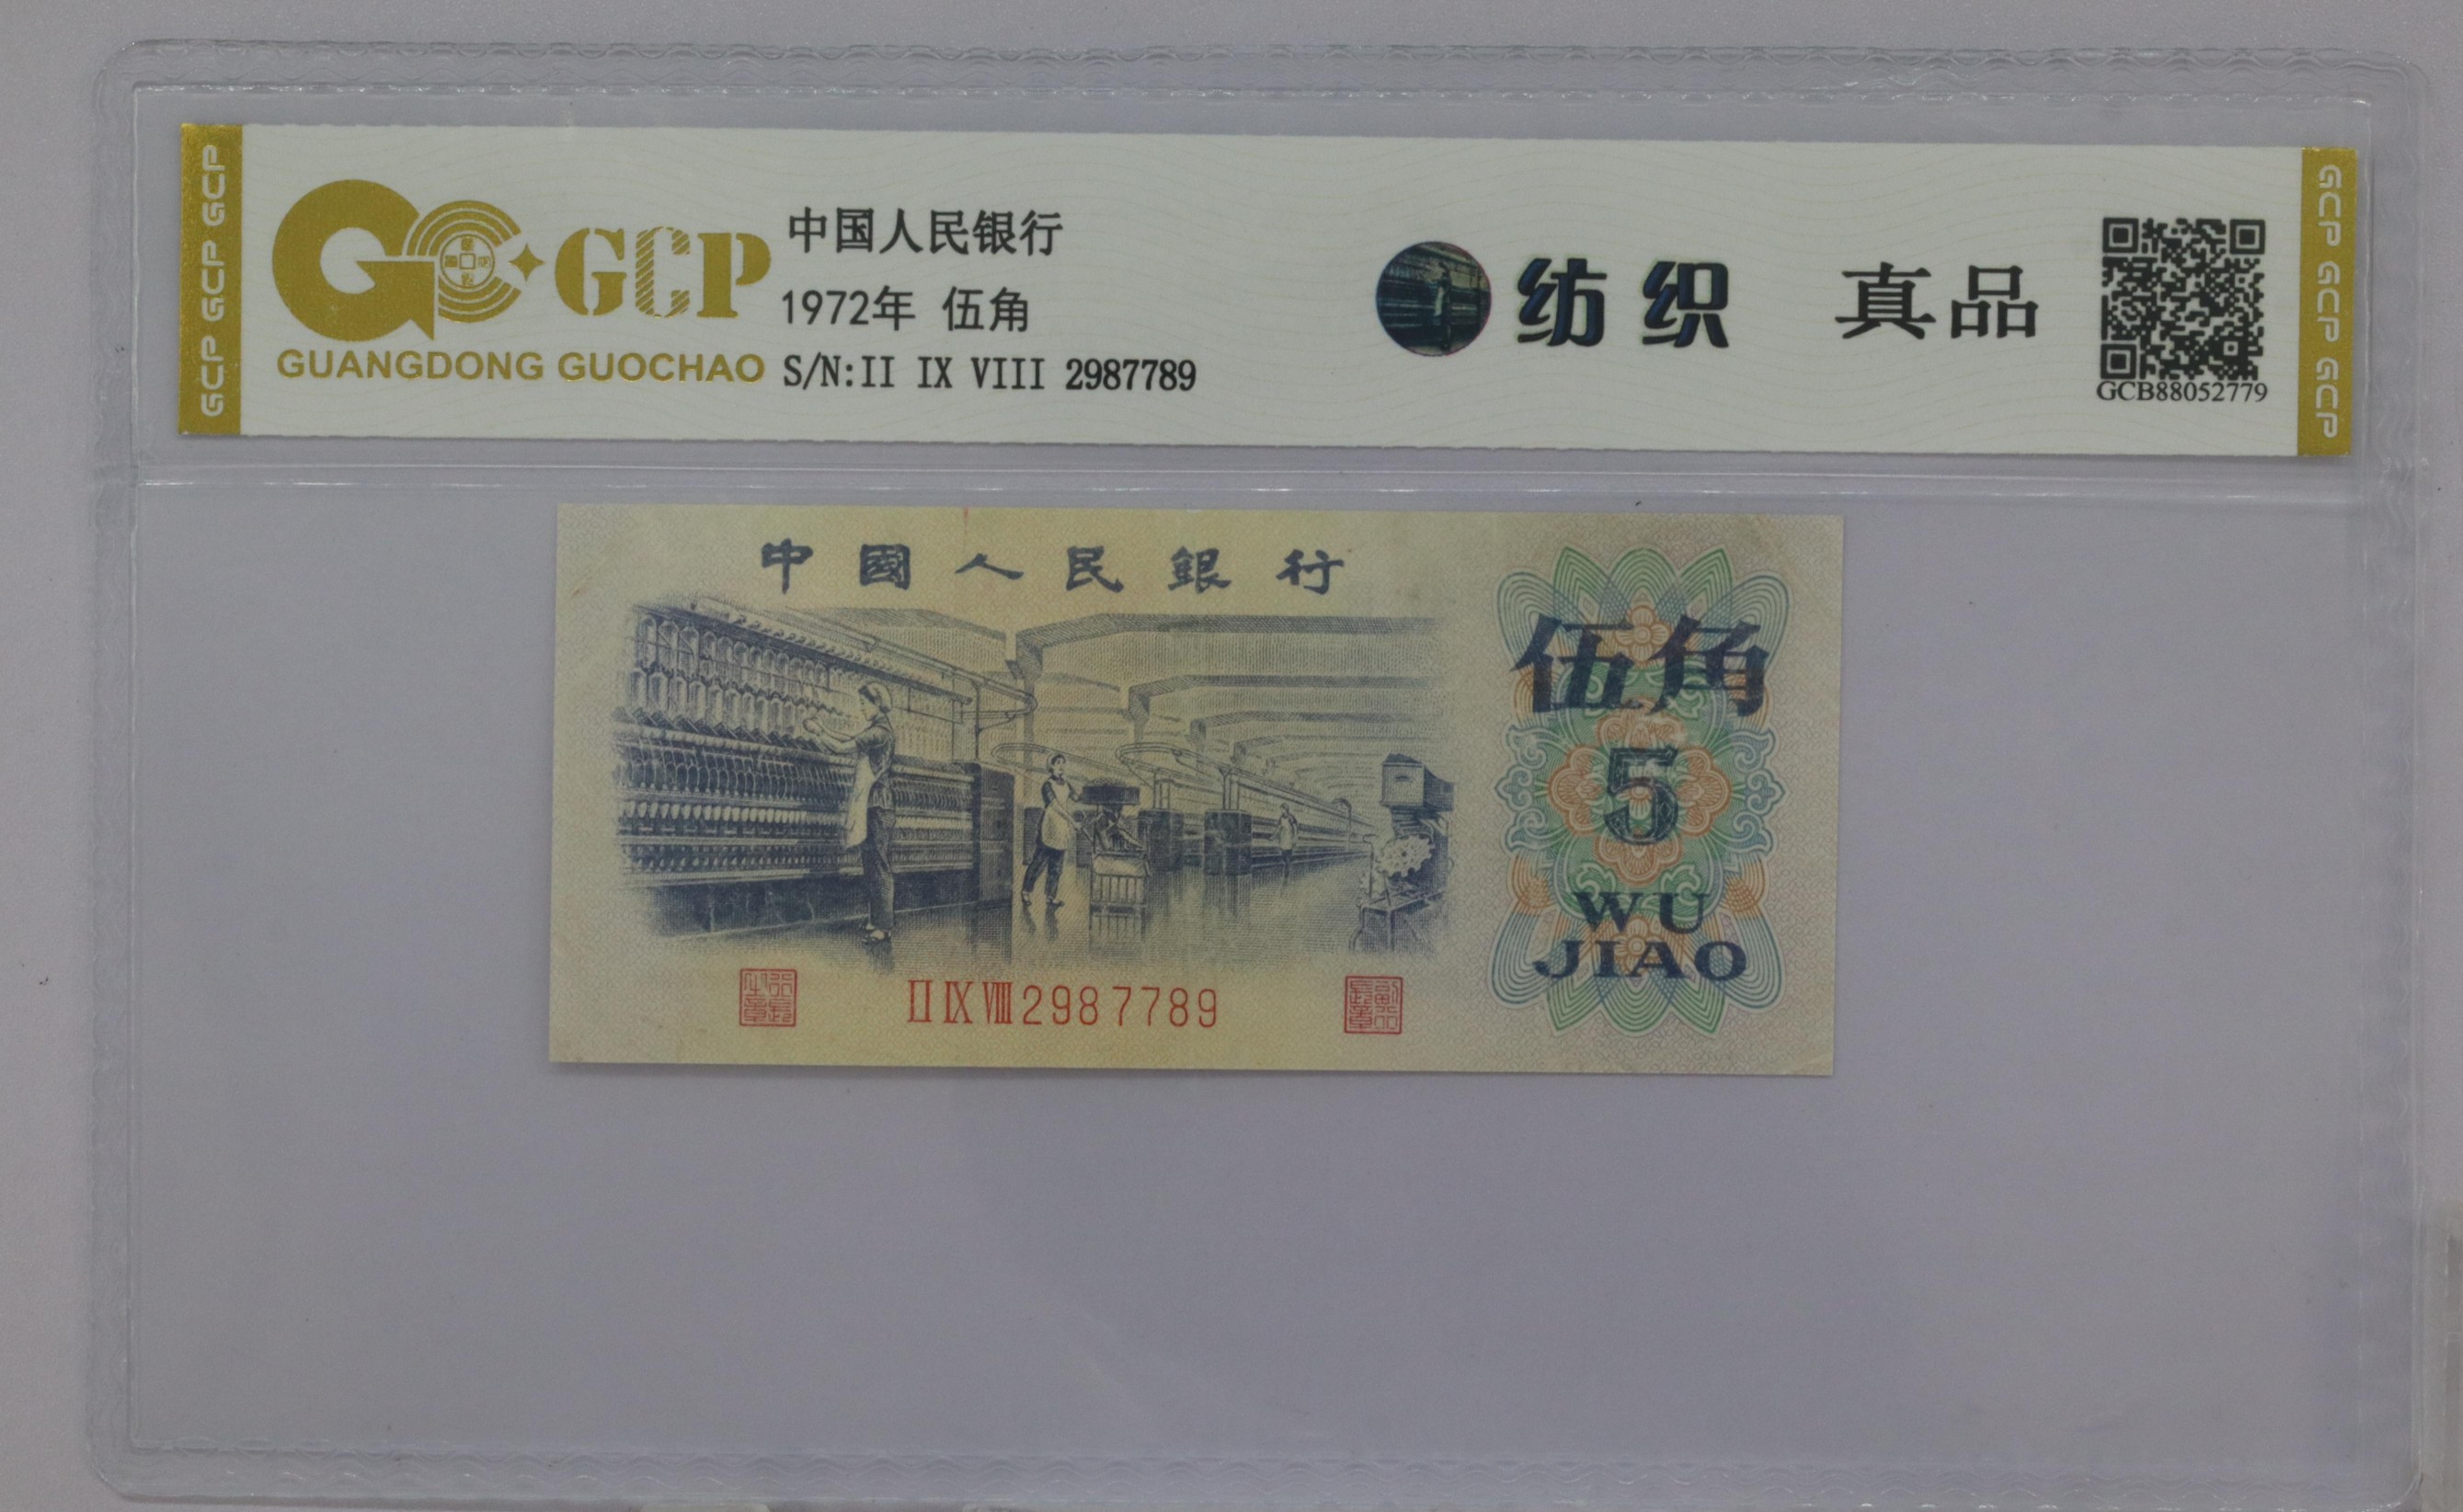 GCP GCP GCP
GCP
GUANGDONG GUOCHAO
中国人民银行
1972年 伍角
S/N:II IX VIII 2987789
纺织 真品
GCB88052779
GCP GCP GCP
中國人民銀行
伍角
5
WU
JIAO
II IX VIII 2987789